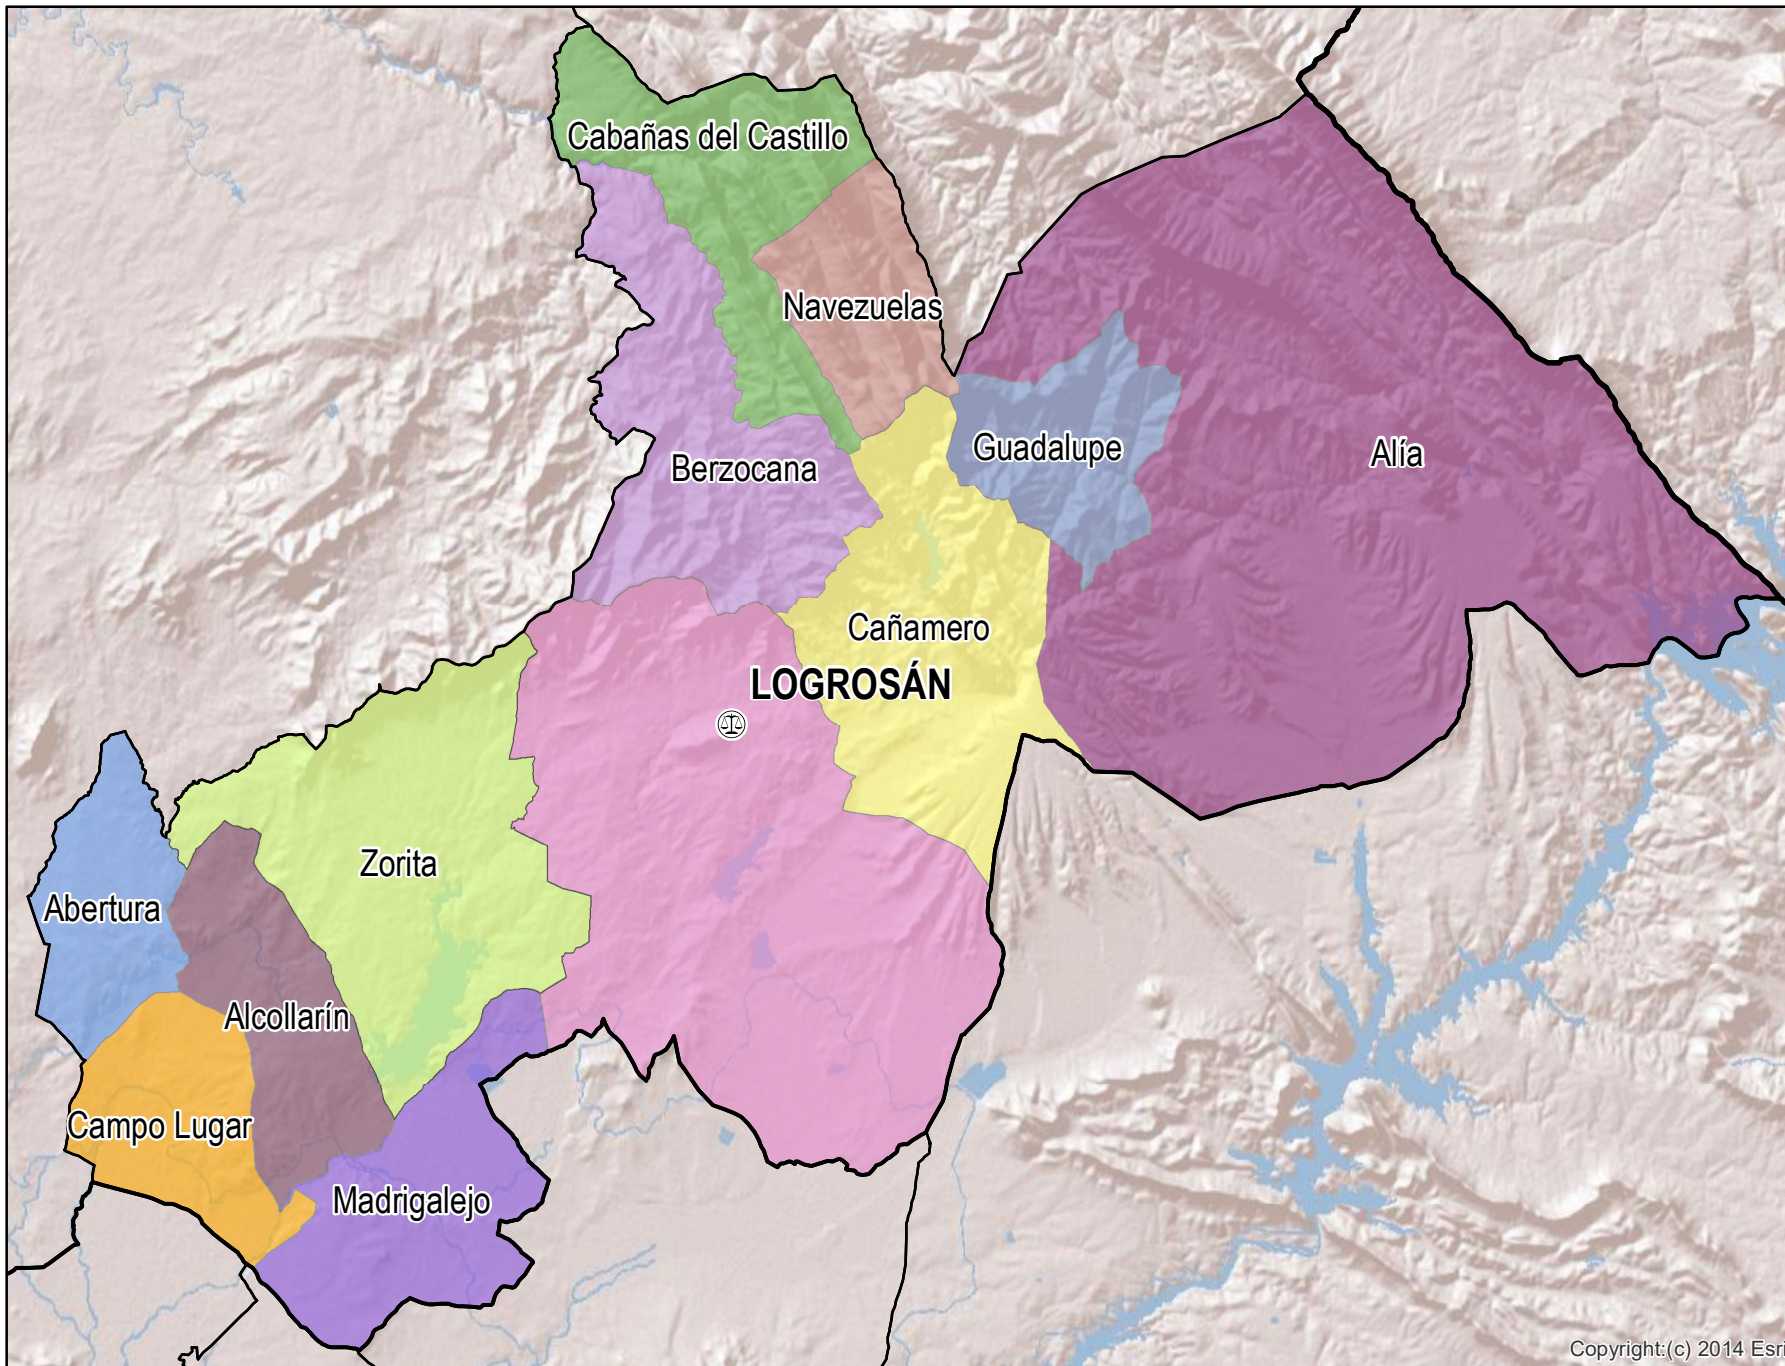 Cabañas del Castillo
Navezuelas
Guadalupe
Alía
Berzocana
Cañamero
LOGROSÁN
Zorita
Abertura
Alcollarín
Campo Lugar
Madrigalejo
Copyright:(c) 2014 Esri